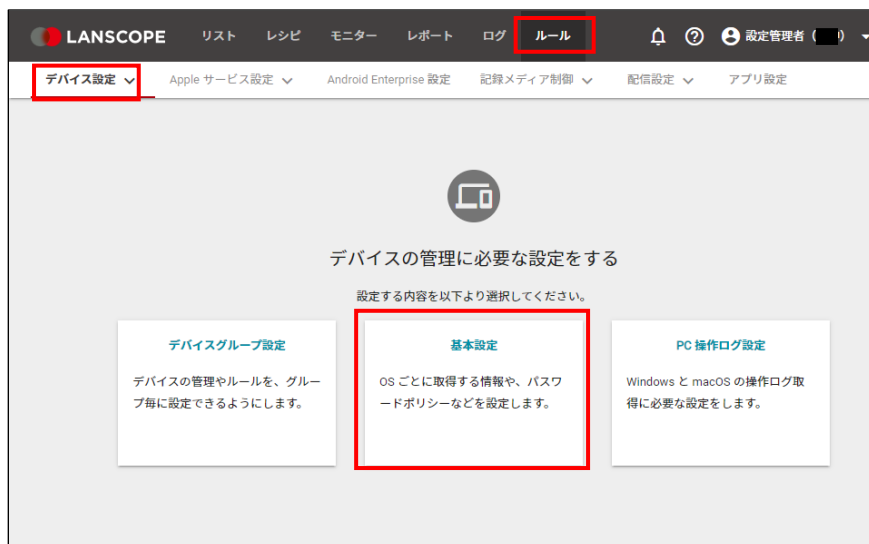 LANSCOPE リスト レシピ モニター レポート ログ ルール 設定管理者 ( )
デバイス設定 Apple サービス設定 Android Enterprise 設定 記録メディア制御 配信設定 アプリ設定
デバイスの管理に必要な設定をする
設定する内容を以下より選択してください。
デバイスグループ設定
デバイスの管理やルールを、グルー
プ毎に設定できるようにします。
基本設定
OS ごとに取得する情報や、パスワ
ードポリシーなどを設定します。
PC 操作ログ設定
Windows と macOS の操作ログ取
得に必要な設定をします。